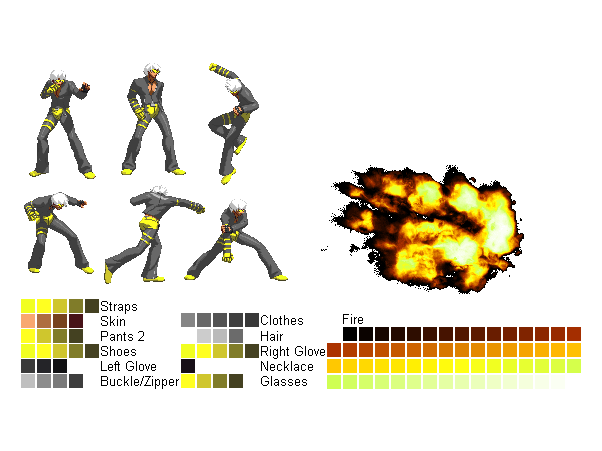 Straps
Skin
Pants 2
Shoes
Left Glove
Buckle/Zipper
Clothes
Hair
Right Glove
Necklace
Glasses
Fire